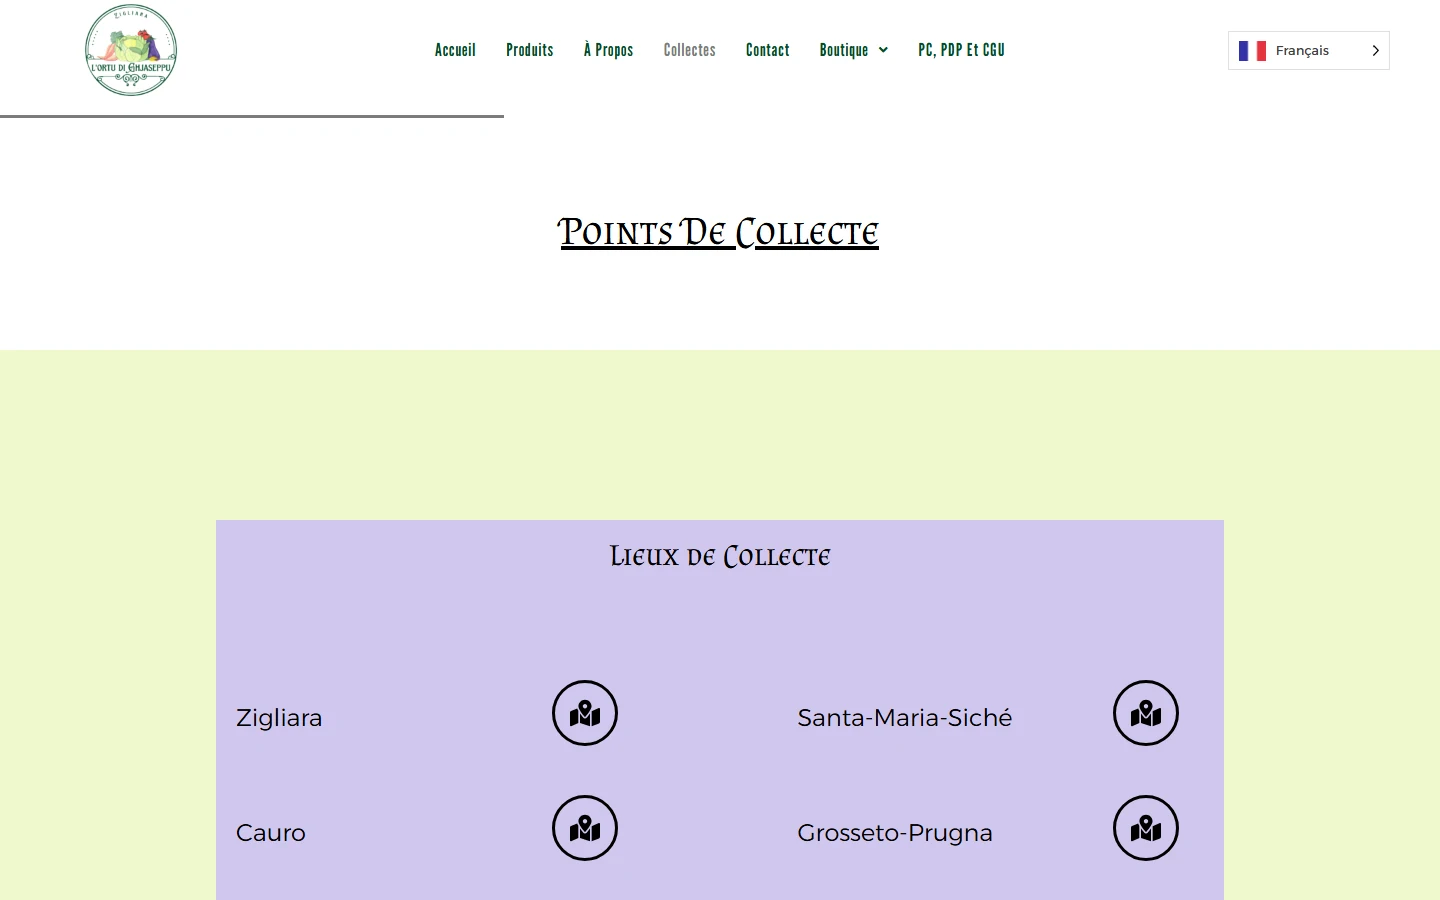 ZIGLIARA
L'ORTU DI GHJASEPPU
Accueil
Produits
À Propos
Collectes
Contact
Boutique
PC, PDP Et CGU
Français
Points De Collecte
Lieux de Collecte
Zigliara
Santa-Maria-Siché
Cauro
Grosseto-Prugna